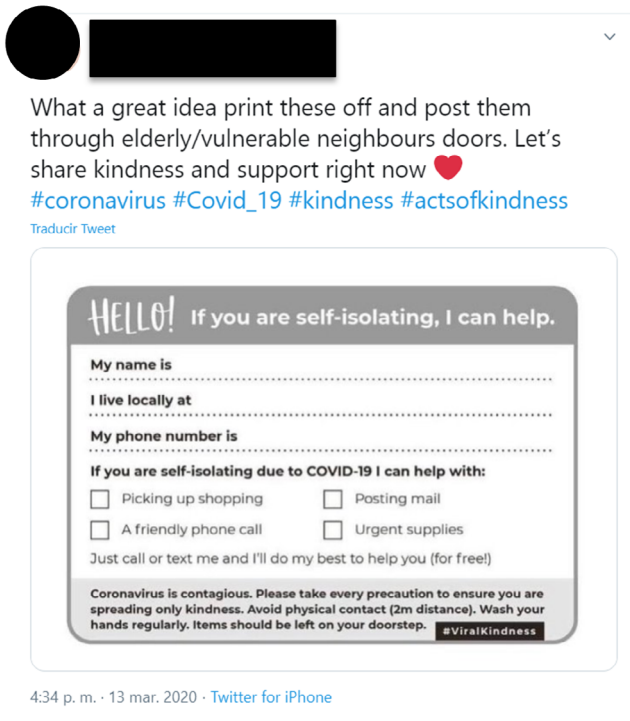 What a great idea print these off and post them
through elderly/vulnerable neighbours doors. Let's
share kindness and support right now ❤
#coronavirus #Covid_19 #kindness #actsofkindness
Traducir Tweet
HELLO! If you are self-isolating, I can help.
My name is
I live locally at
My phone number is
If you are self-isolating due to COVID-19 I can help with:
Picking up shopping Posting mail
A friendly phone call Urgent supplies
Just call or text me and I'll do my best to help you (for free!)
Coronavirus is contagious. Please take every precaution to ensure you are
spreading only kindness. Avoid physical contact (2m distance). Wash your
hands regularly. Items should be left on your doorstep. #ViralKindness
4:34 p. m. · 13 mar. 2020 · Twitter for iPhone